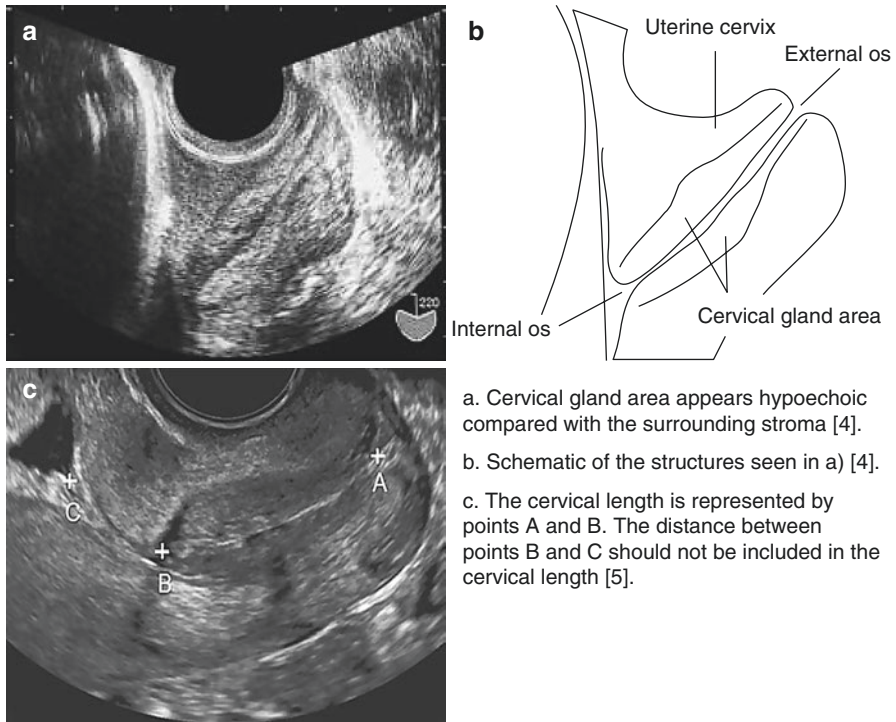 a
220
b
Uterine cervix
External os
Internal os
Cervical gland area
c
A
B
C
a. Cervical gland area appears hypoechoic
compared with the surrounding stroma [4].
b. Schematic of the structures seen in a) [4].
c. The cervical length is represented by
points A and B. The distance between
points B and C should not be included in the
cervical length [5].